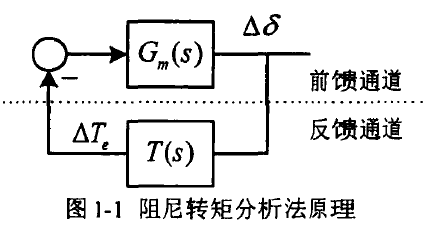 Δδ
G_m(s)
前馈通道
反馈通道
ΔT_e
T(s)
图1-1 阻尼转矩分析法原理